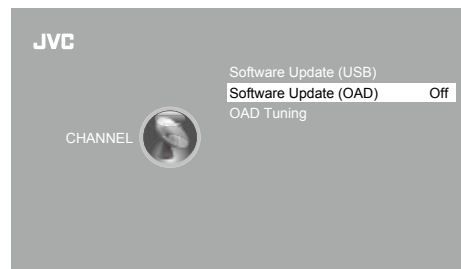 JVC
Software Update (USB)
Software Update (OAD) Off
OAD Tuning
CHANNEL